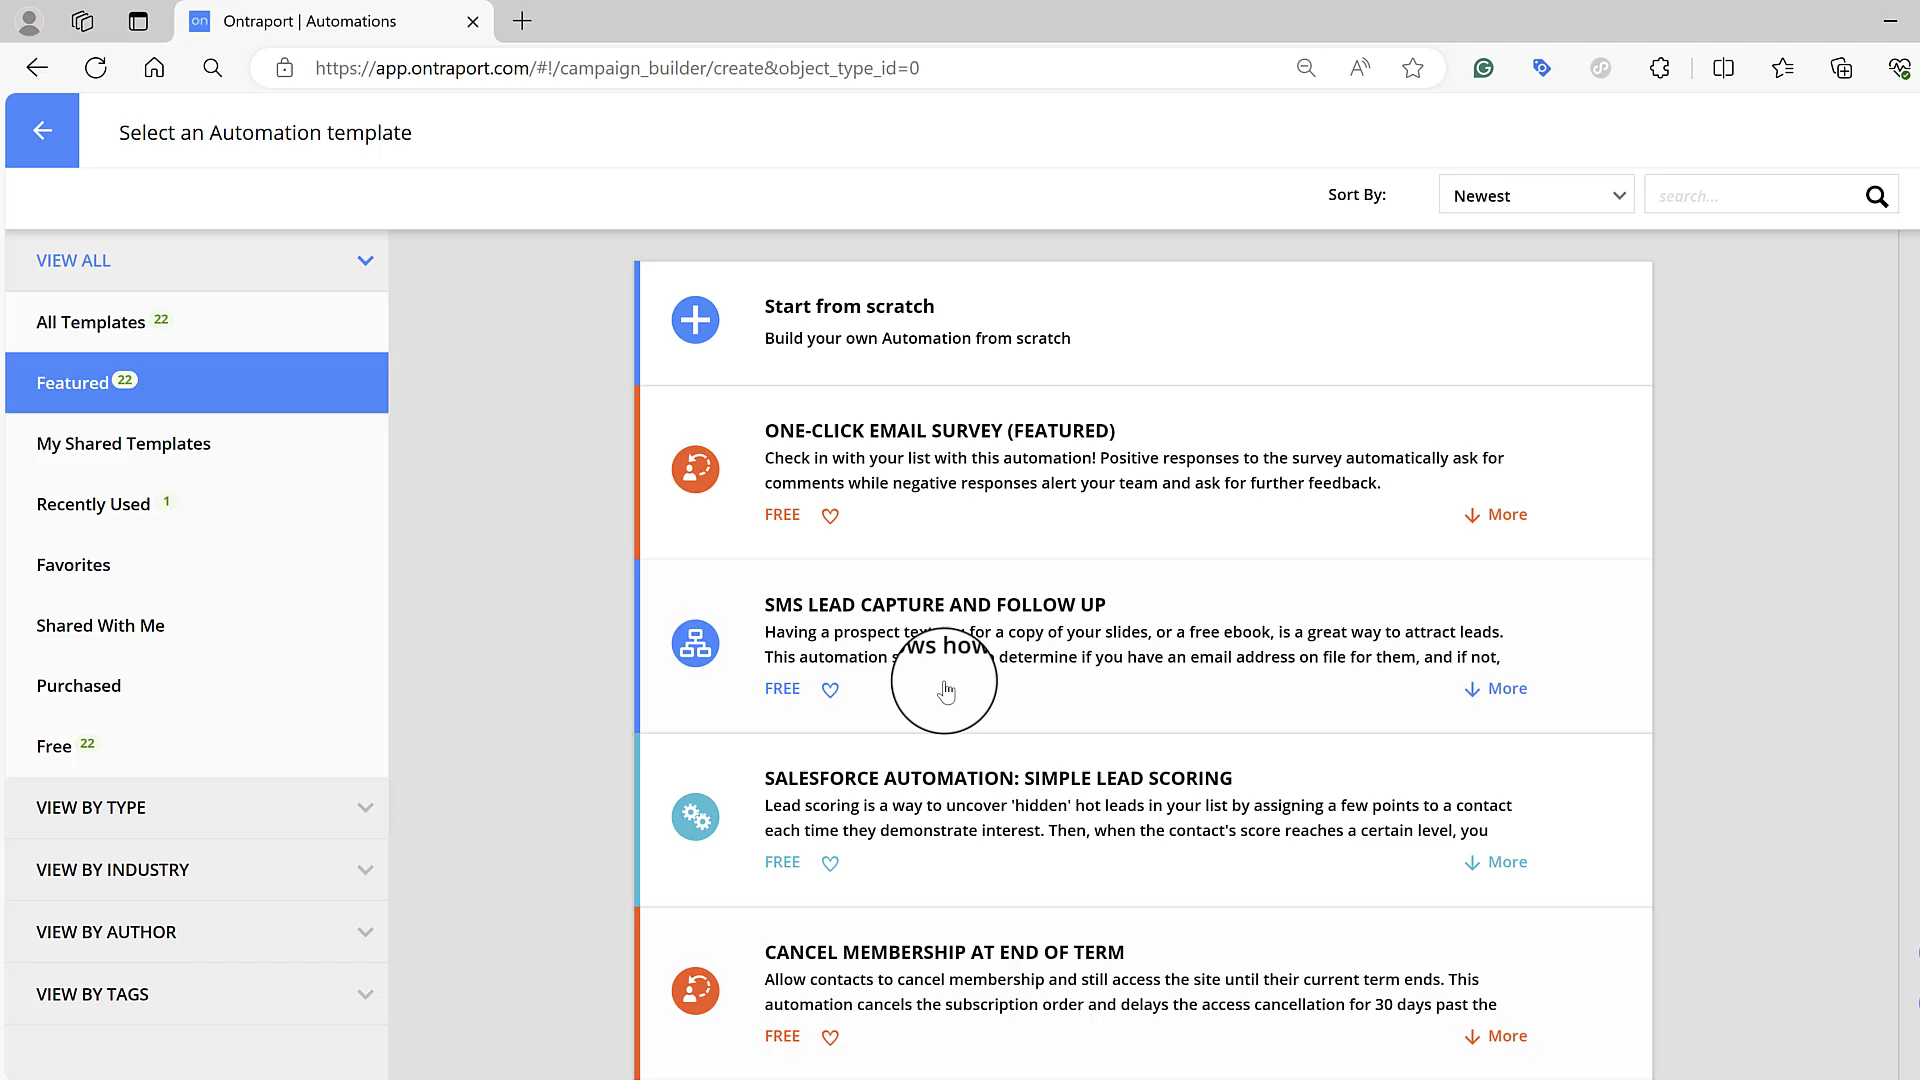 on Ontraport | Automations
https://app.ontraport.com/#!/campaign_builder/create&object_type_id=0
Select an Automation template
Sort By:
Newest
search...
VIEW ALL
All Templates 22
Featured 22
My Shared Templates
Recently Used 1
Favorites
Shared With Me
Purchased
Free 22
VIEW BY TYPE
VIEW BY INDUSTRY
VIEW BY AUTHOR
VIEW BY TAGS
Start from scratch
Build your own Automation from scratch
ONE-CLICK EMAIL SURVEY (FEATURED)
Check in with your list with this automation! Positive responses to the survey automatically ask for
comments while negative responses alert your team and ask for further feedback.
FREE
More
SMS LEAD CAPTURE AND FOLLOW UP
Having a prospect for a copy of your slides, or a free ebook, is a great way to attract leads.
This automation ws how determine if you have an email address on file for them, and if not,
FREE
More
SALESFORCE AUTOMATION: SIMPLE LEAD SCORING
Lead scoring is a way to uncover 'hidden' hot leads in your list by assigning a few points to a contact
each time they demonstrate interest. Then, when the contact's score reaches a certain level, you
FREE
More
CANCEL MEMBERSHIP AT END OF TERM
Allow contacts to cancel membership and still access the site until their current term ends. This
automation cancels the subscription order and delays the access cancellation for 30 days past the
FREE
More